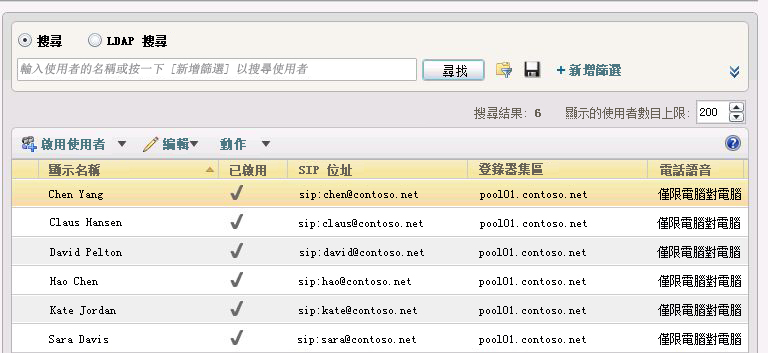 搜尋 LDAP 搜尋
輸入使用者的名稱或按一下 [新增篩選] 以搜尋使用者 尋找 + 新增篩選
搜尋結果: 6 顯示的使用者數目上限: 200
啟用使用者 編輯 動作
顯示名稱 已啟用 SIP 位址 登錄器集區 電話語音
Chen Yang sip:chen@contoso.net pool01.contoso.net 僅限電腦對電腦
Claus Hansen sip:claus@contoso.net pool01.contoso.net 僅限電腦對電腦
David Pelton sip:david@contoso.net pool01.contoso.net 僅限電腦對電腦
Hao Chen sip:hao@contoso.net pool01.contoso.net 僅限電腦對電腦
Kate Jordan sip:kate@contoso.net pool01.contoso.net 僅限電腦對電腦
Sara Davis sip:sara@contoso.net pool01.contoso.net 僅限電腦對電腦